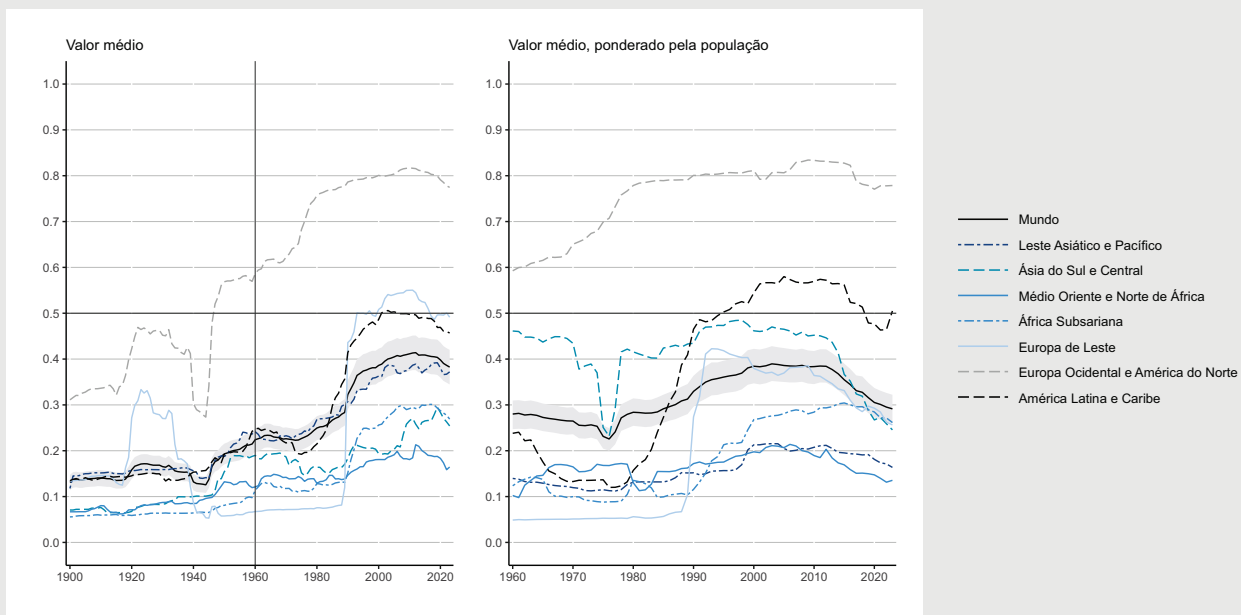 Valor médio
1.0
0.9
0.8
0.7
0.6
0.5
0.4
0.3
0.2
0.1
0.0
1900 1920 1940 1960 1980 2000 2020
Valor médio, ponderado pela população
1.0
0.9
0.8
0.7
0.6
0.5
0.4
0.3
0.2
0.1
0.0
1960 1970 1980 1990 2000 2010 2020
Mundo
Leste Asiático e Pacífico
Ásia do Sul e Central
Médio Oriente e Norte de África
África Subsariana
Europa de Leste
Europa Ocidental e América do Norte
América Latina e Caribe